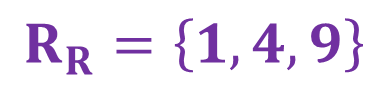 R_R = {1, 4, 9}